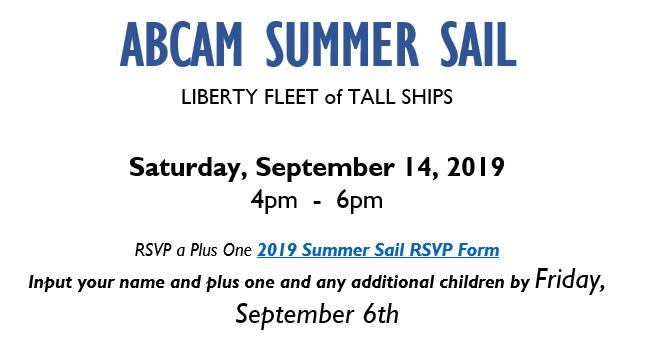 ABCAM SUMMER SAIL
LIBERTY FLEET of TALL SHIPS
Saturday, September 14, 2019
4pm - 6pm
RSVP a Plus One 2019 Summer Sail RSVP Form
Input your name and plus one and any additional children by Friday,
September 6th